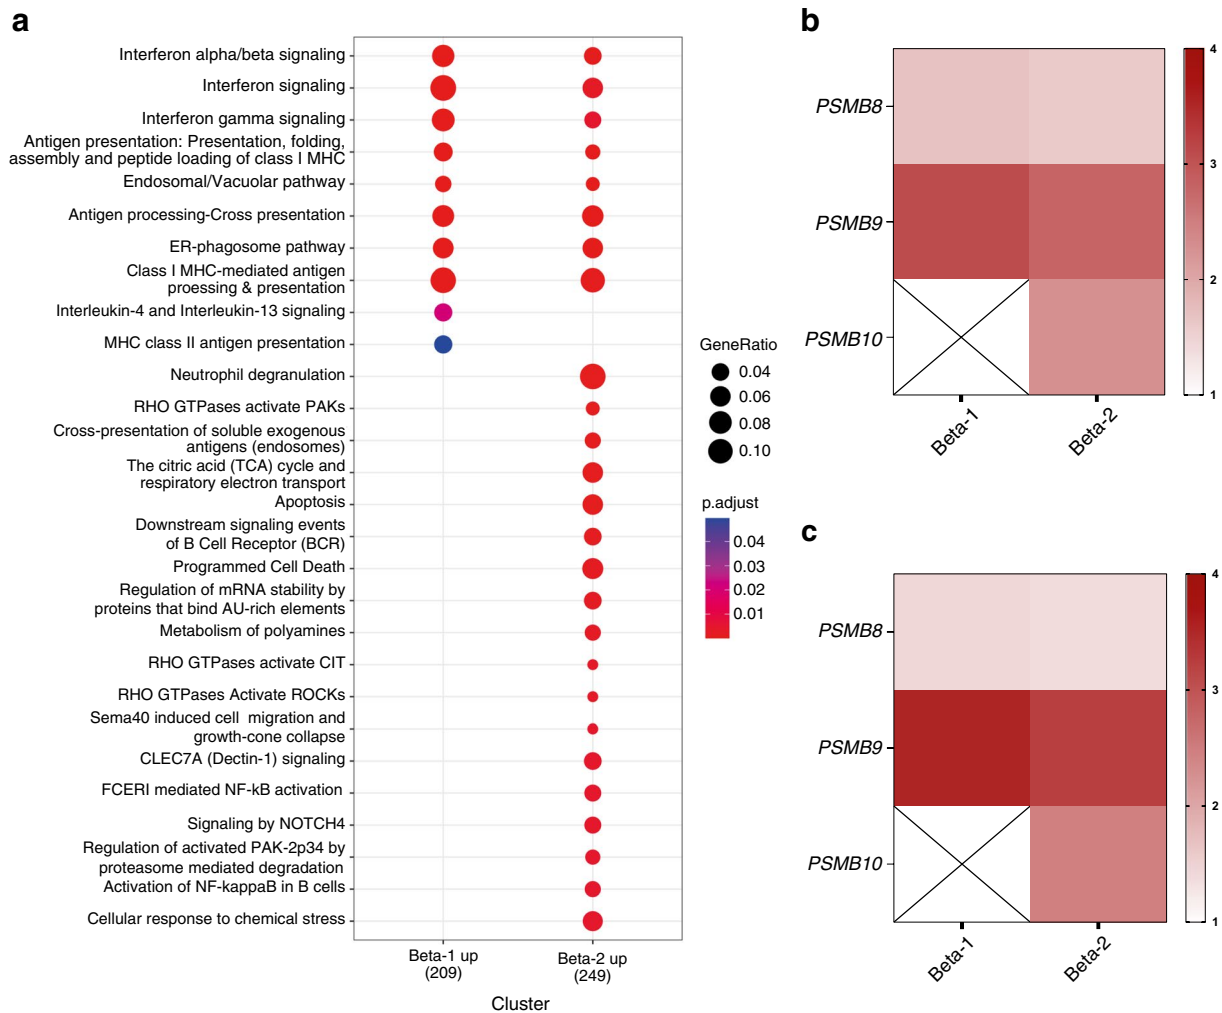 a
Interferon alpha/beta signaling
Interferon signaling
Interferon gamma signaling
Antigen presentation: Presentation, folding,
assembly and peptide loading of class I MHC
Endosomal/Vacuolar pathway
Antigen processing-Cross presentation
ER-phagosome pathway
Class I MHC-mediated antigen
proessing & presentation
Interleukin-4 and Interleukin-13 signaling
MHC class II antigen presentation
Neutrophil degranulation
RHO GTPases activate PAKs
Cross-presentation of soluble exogenous
antigens (endosomes)
The citric acid (TCA) cycle and
respiratory electron transport
Apoptosis
Downstream signaling events
of B Cell Receptor (BCR)
Programmed Cell Death
Regulation of mRNA stability by
proteins that bind AU-rich elements
Metabolism of polyamines
RHO GTPases activate CIT
RHO GTPases Activate ROCKs
Sema40 induced cell migration and
growth-cone collapse
CLEC7A (Dectin-1) signaling
FCERI mediated NF-kB activation
Signaling by NOTCH4
Regulation of activated PAK-2p34 by
proteasome mediated degradation
Activation of NF-kappaB in B cells
Cellular response to chemical stress
Beta-1 up
(209)
Beta-2 up
(249)
Cluster
GeneRatio
0.04
0.06
0.08
0.10
p.adjust
0.04
0.03
0.02
0.01
b
PSMB8
PSMB9
PSMB10
Beta-1
Beta-2
4
3
2
1
c
PSMB8
PSMB9
PSMB10
Beta-1
Beta-2
4
3
2
1